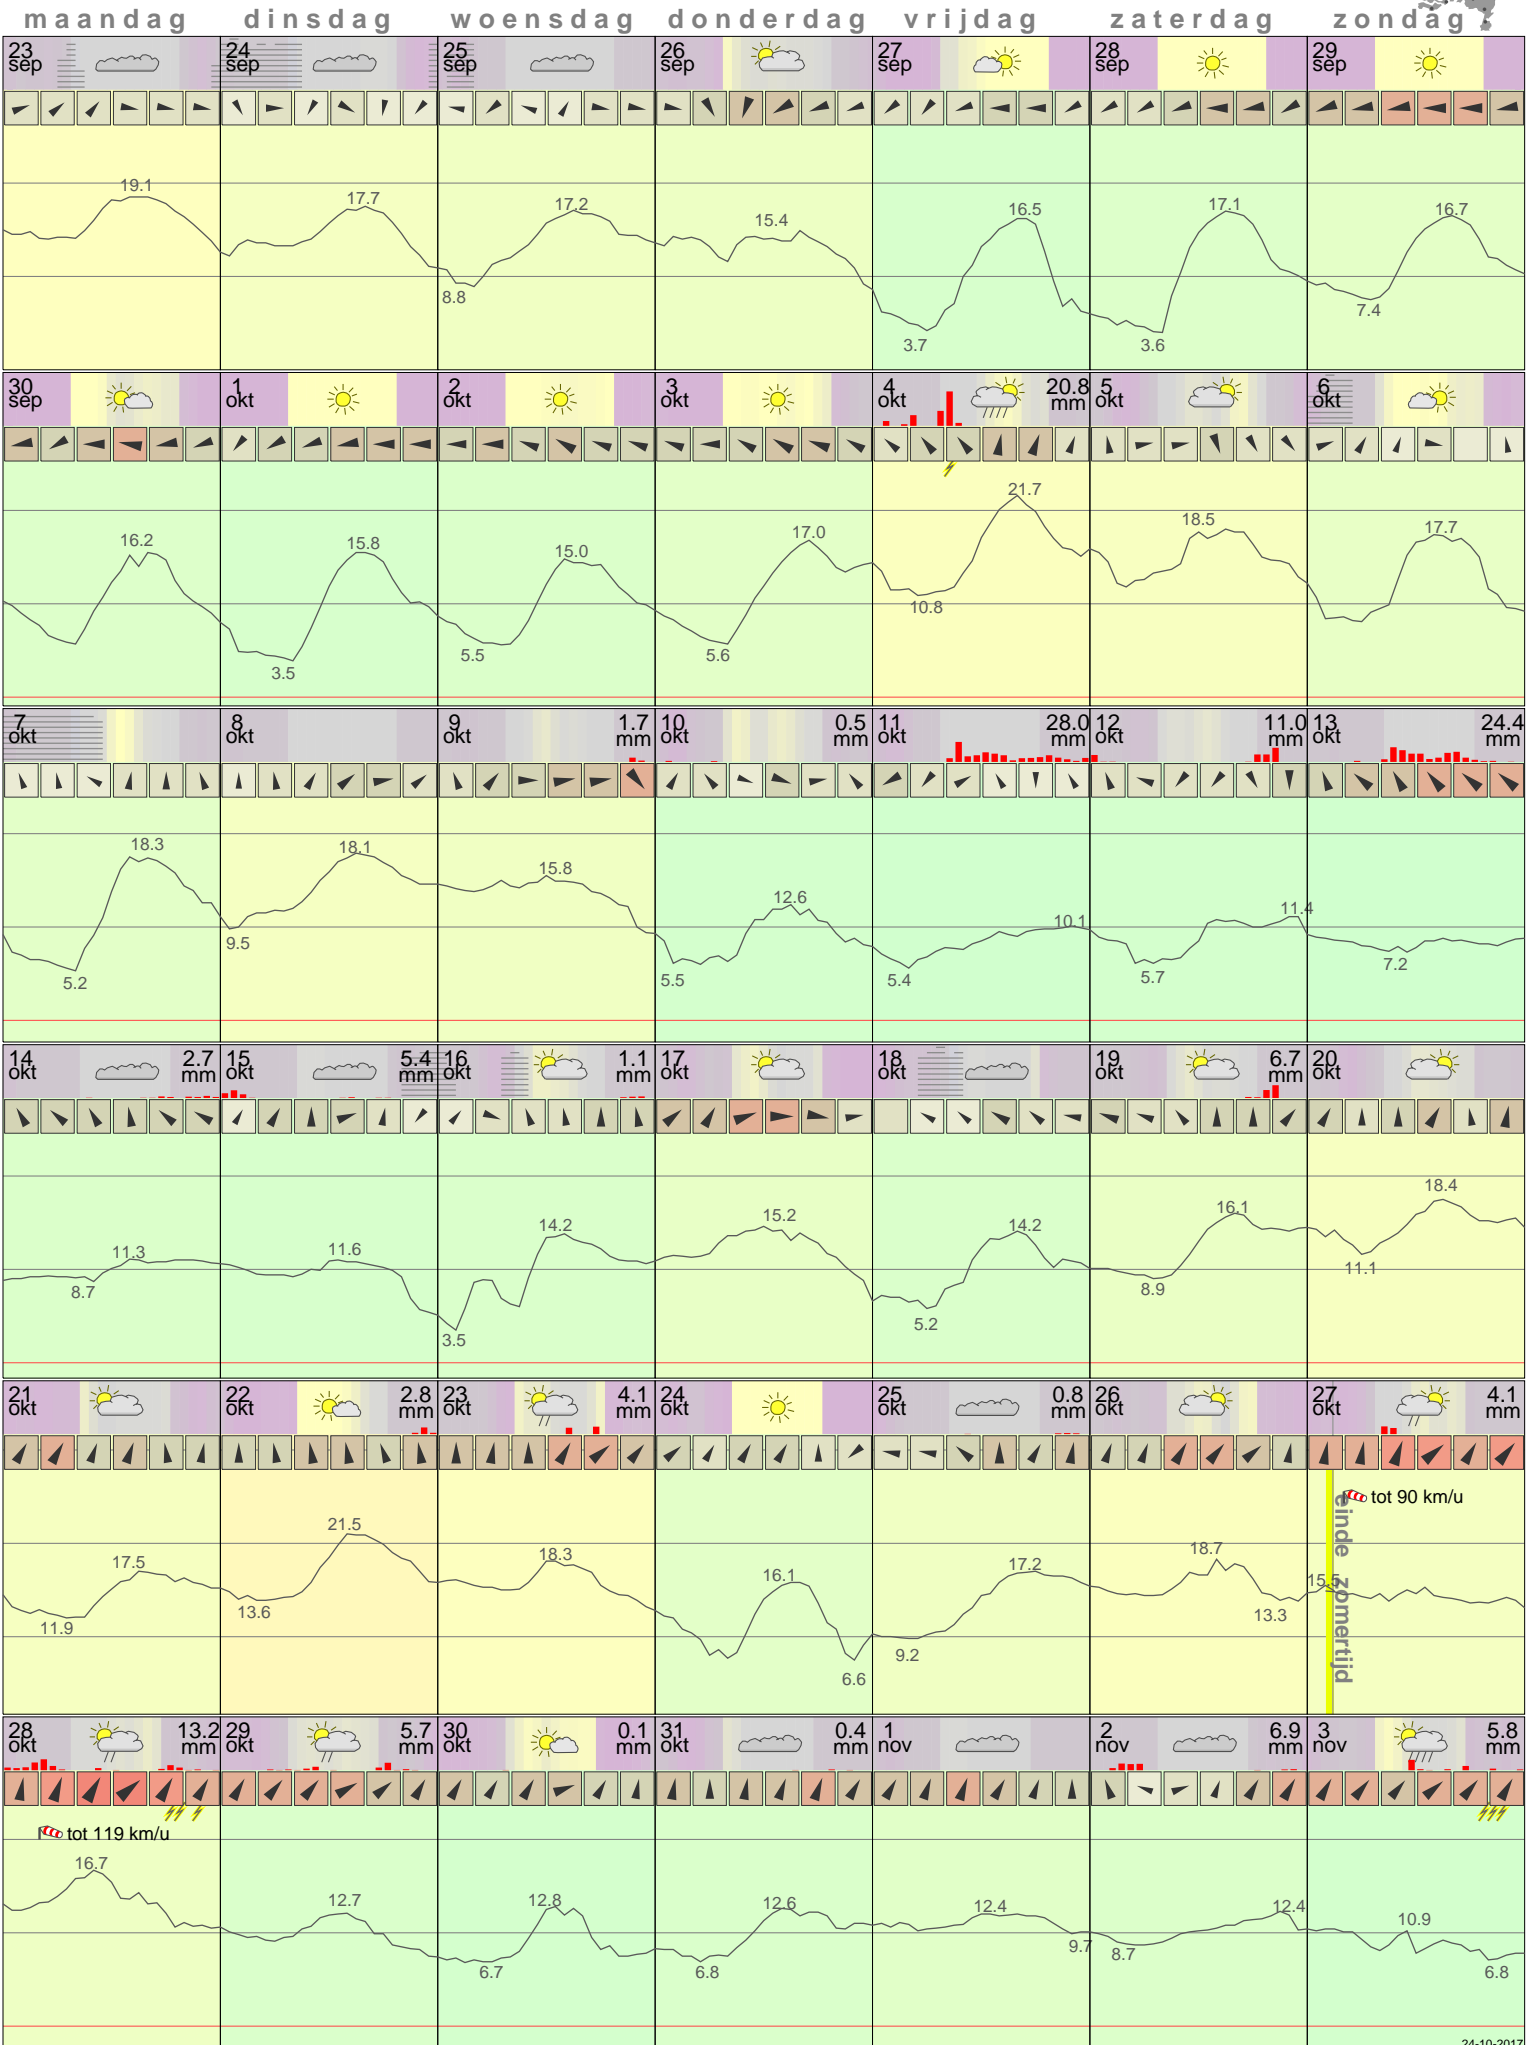 maandag dinsdag woensdag donderdag vrijdag zaterdag zondag
23 sep 24 sep 25 sep 26 sep 27 sep 28 sep 29 sep
19.1 17.7 8.8 17.2 15.4 3.7 16.5 3.6 17.1 7.4 16.7
30 sep 1 okt 2 okt 3 okt 4 okt 20.8 mm 5 okt 6 okt
16.2 3.5 15.8 5.5 15.0 5.6 17.0 10.8 21.7 18.5 17.7
7 okt 8 okt 9 okt 1.7 mm 10 okt 0.5 mm 11 okt 28.0 mm 12 okt 11.0 mm 13 okt 24.4 mm
5.2 18.3 9.5 18.1 15.8 5.5 12.6 5.4 10.1 5.7 11.4 7.2
14 okt 2.7 mm 15 okt 5.4 mm 16 okt 1.1 mm 17 okt 18 okt 19 okt 6.7 mm 20 okt
8.7 11.3 11.6 3.5 14.2 15.2 5.2 14.2 8.9 16.1 11.1 18.4
21 okt 22 okt 2.8 mm 23 okt 4.1 mm 24 okt 25 okt 0.8 mm 26 okt 27 okt 4.1 mm
tot 90 km/u
einde zomertijd
11.9 17.5 13.6 21.5 18.3 16.1 6.6 9.2 17.2 18.7 13.3 15.5
28 okt 13.2 mm 29 okt 5.7 mm 30 okt 0.1 mm 31 okt 0.4 mm 1 nov 2 nov 6.9 mm 3 nov 5.8 mm
tot 119 km/u
16.7 12.7 6.7 12.8 6.8 12.6 12.4 9.7 8.7 12.4 10.9 6.8
24-10-2017